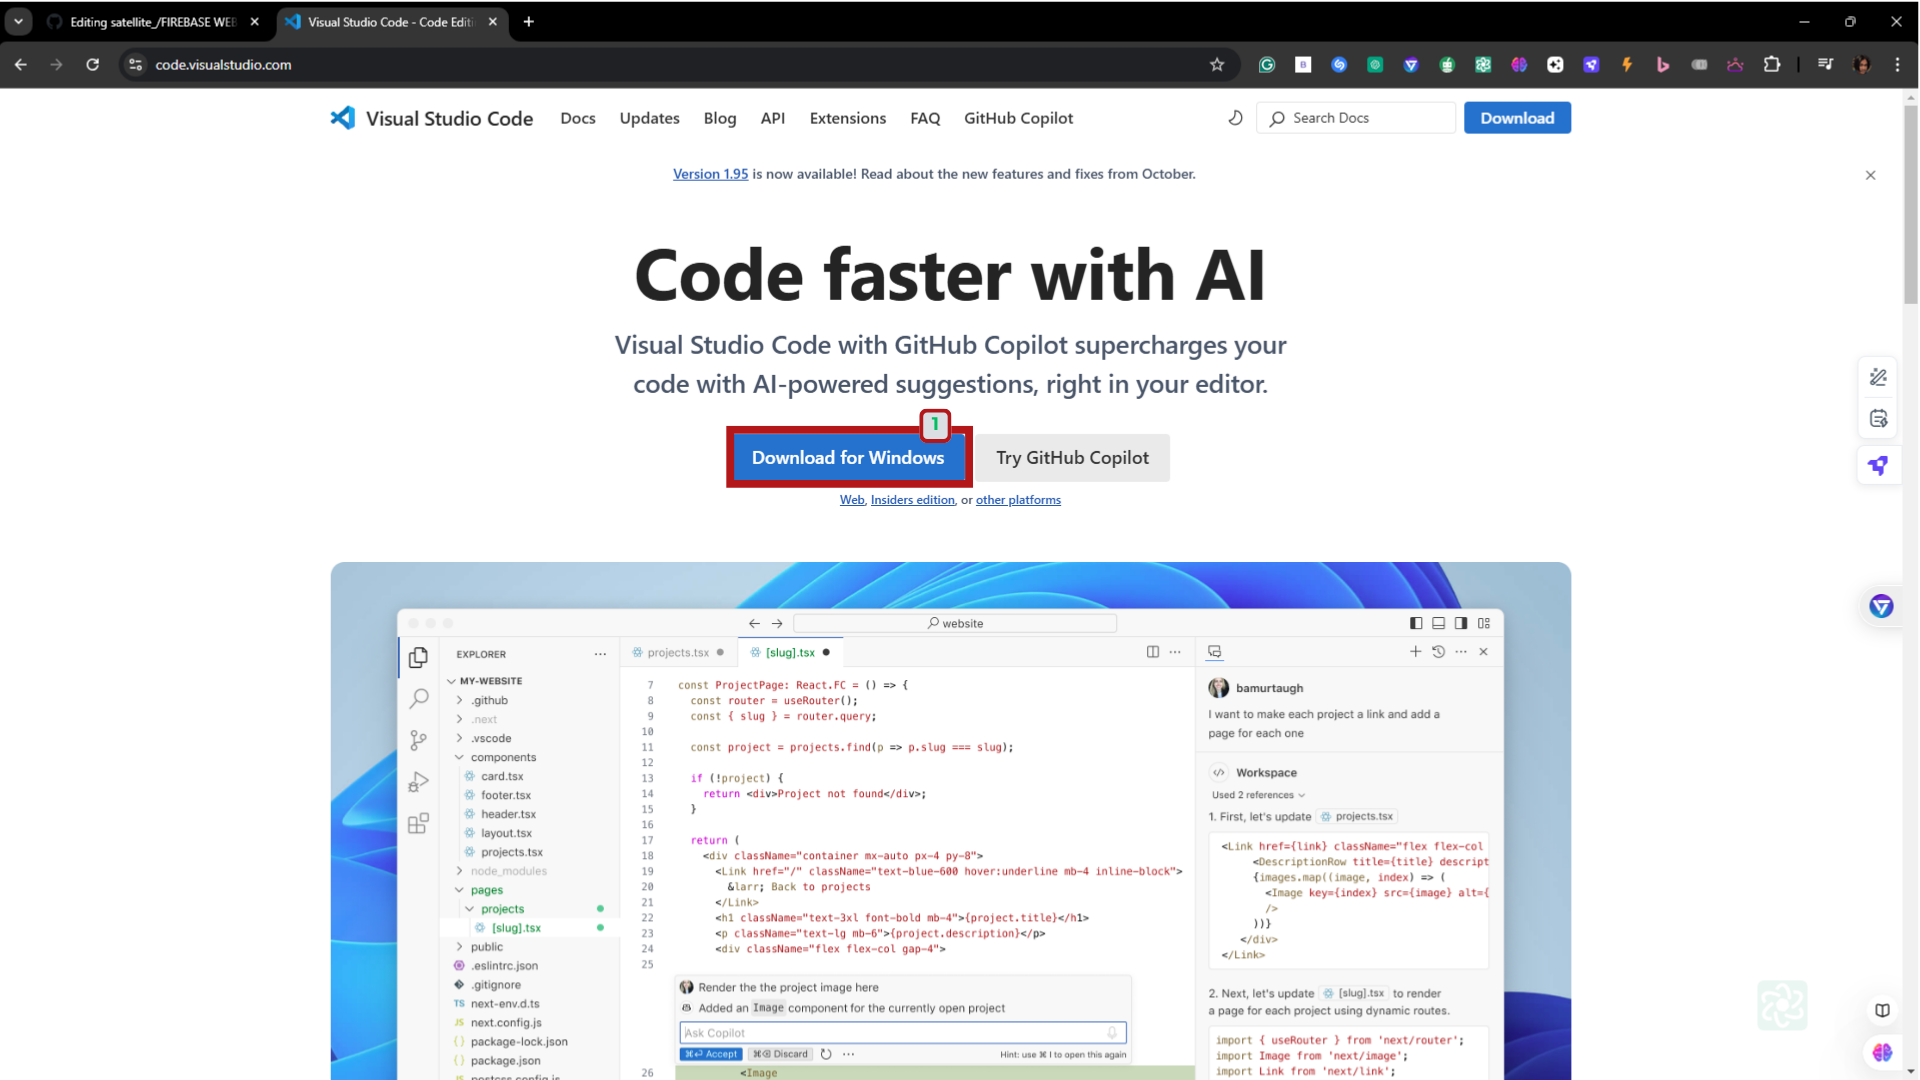 Editing satellite_/FIREBASE WEB
Visual Studio Code - Code Editi
code.visualstudio.com
Visual Studio Code
Docs
Updates
Blog
API
Extensions
FAQ
GitHub Copilot
Search Docs
Download
Version 1.95 is now available! Read about the new features and fixes from October.
Code faster with AI
Visual Studio Code with GitHub Copilot supercharges your
code with AI-powered suggestions, right in your editor.
1
Download for Windows
Try GitHub Copilot
Web, Insiders edition, or other platforms
website
EXPLORER
MY-WEBSITE
.github
.next
.vscode
components
card.tsx
footer.tsx
header.tsx
layout.tsx
projects.tsx
node_modules
pages
projects
[slug].tsx
public
.eslintrc.json
.gitignore
TS next-env.d.ts
JS next.config.js
{} package-lock.json
{} package.json
JS postcss.config.js
projects.tsx
[slug].tsx
7 const ProjectPage: React.FC = () => {
8 const router = useRouter();
9 const { slug } = router.query;
10
11 const project = projects.find(p => p.slug === slug);
12
13 if (!project) {
14 return <div>Project not found</div>;
15 }
16
17 return (
18 <div className="container mx-auto px-4 py-8">
19 <Link href="/" className="text-blue-600 hover:underline mb-4 inline-block">
20 &larr; Back to projects
21 </Link>
22 <h1 className="text-3xl font-bold mb-4">{project.title}</h1>
23 <p className="text-lg mb-6">{project.description}</p>
24 <div className="flex flex-col gap-4">
25
Render the the project image here
Added an Image component for the currently open project
Ask Copilot
Accept
Discard
Hint: use ⌘ I to open this again
26 <Image
bamurtaugh
I want to make each project a link and add a
page for each one
Workspace
Used 2 references
1. First, let's update projects.tsx
<Link href={link} className="flex flex-col
<DescriptionRow title={title} descript
{images.map((image, index) => (
<Image key={index} src={image} alt={
/>
))}
</div>
</Link>
2. Next, let's update [slug].tsx to render
a page for each project using dynamic routes.
import { useRouter } from 'next/router';
import Image from 'next/image';
import Link from 'next/link';